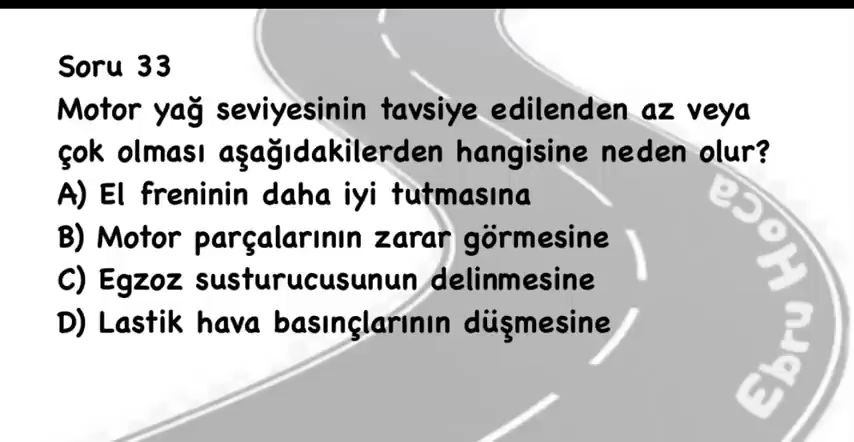 Soru 33
Motor yağ seviyesinin tavsiye edilenden az veya
çok olması aşağıdakilerden hangisine neden olur?
A) El freninin daha iyi tutmasına
B) Motor parçalarının zarar görmesine
C) Egzoz susturucusunun delinmesine
D) Lastik hava basınçlarının düşmesine
Ebru Hoca